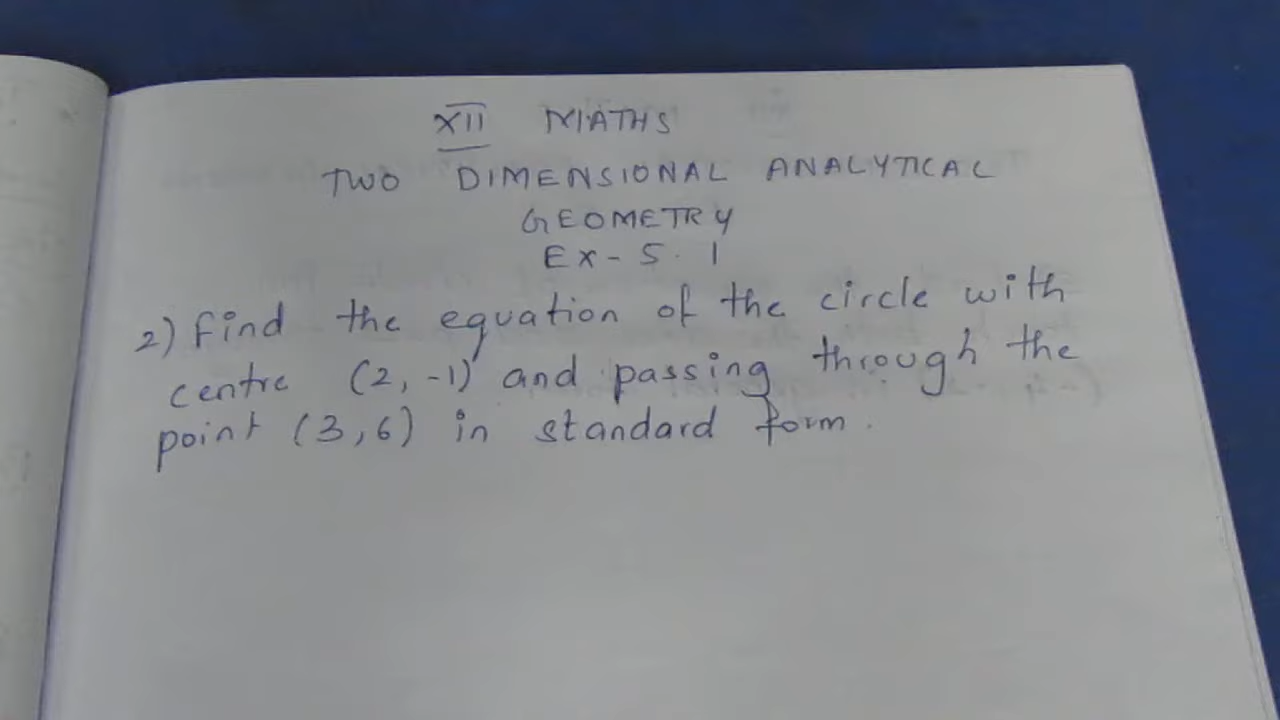 XII MATHS
TWO DIMENSIONAL ANALYTICAL
GEOMETRY
EX-5.1
2) Find the equation of the circle with
centre (2,-1) and passing through the
point (3,6) in standard form.